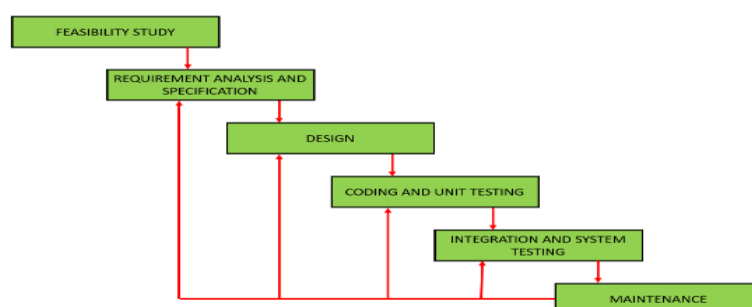 FEASIBILITY STUDY
REQUIREMENT ANALYSIS AND
SPECIFICATION
DESIGN
CODING AND UNIT TESTING
INTEGRATION AND SYSTEM
TESTING
MAINTENANCE